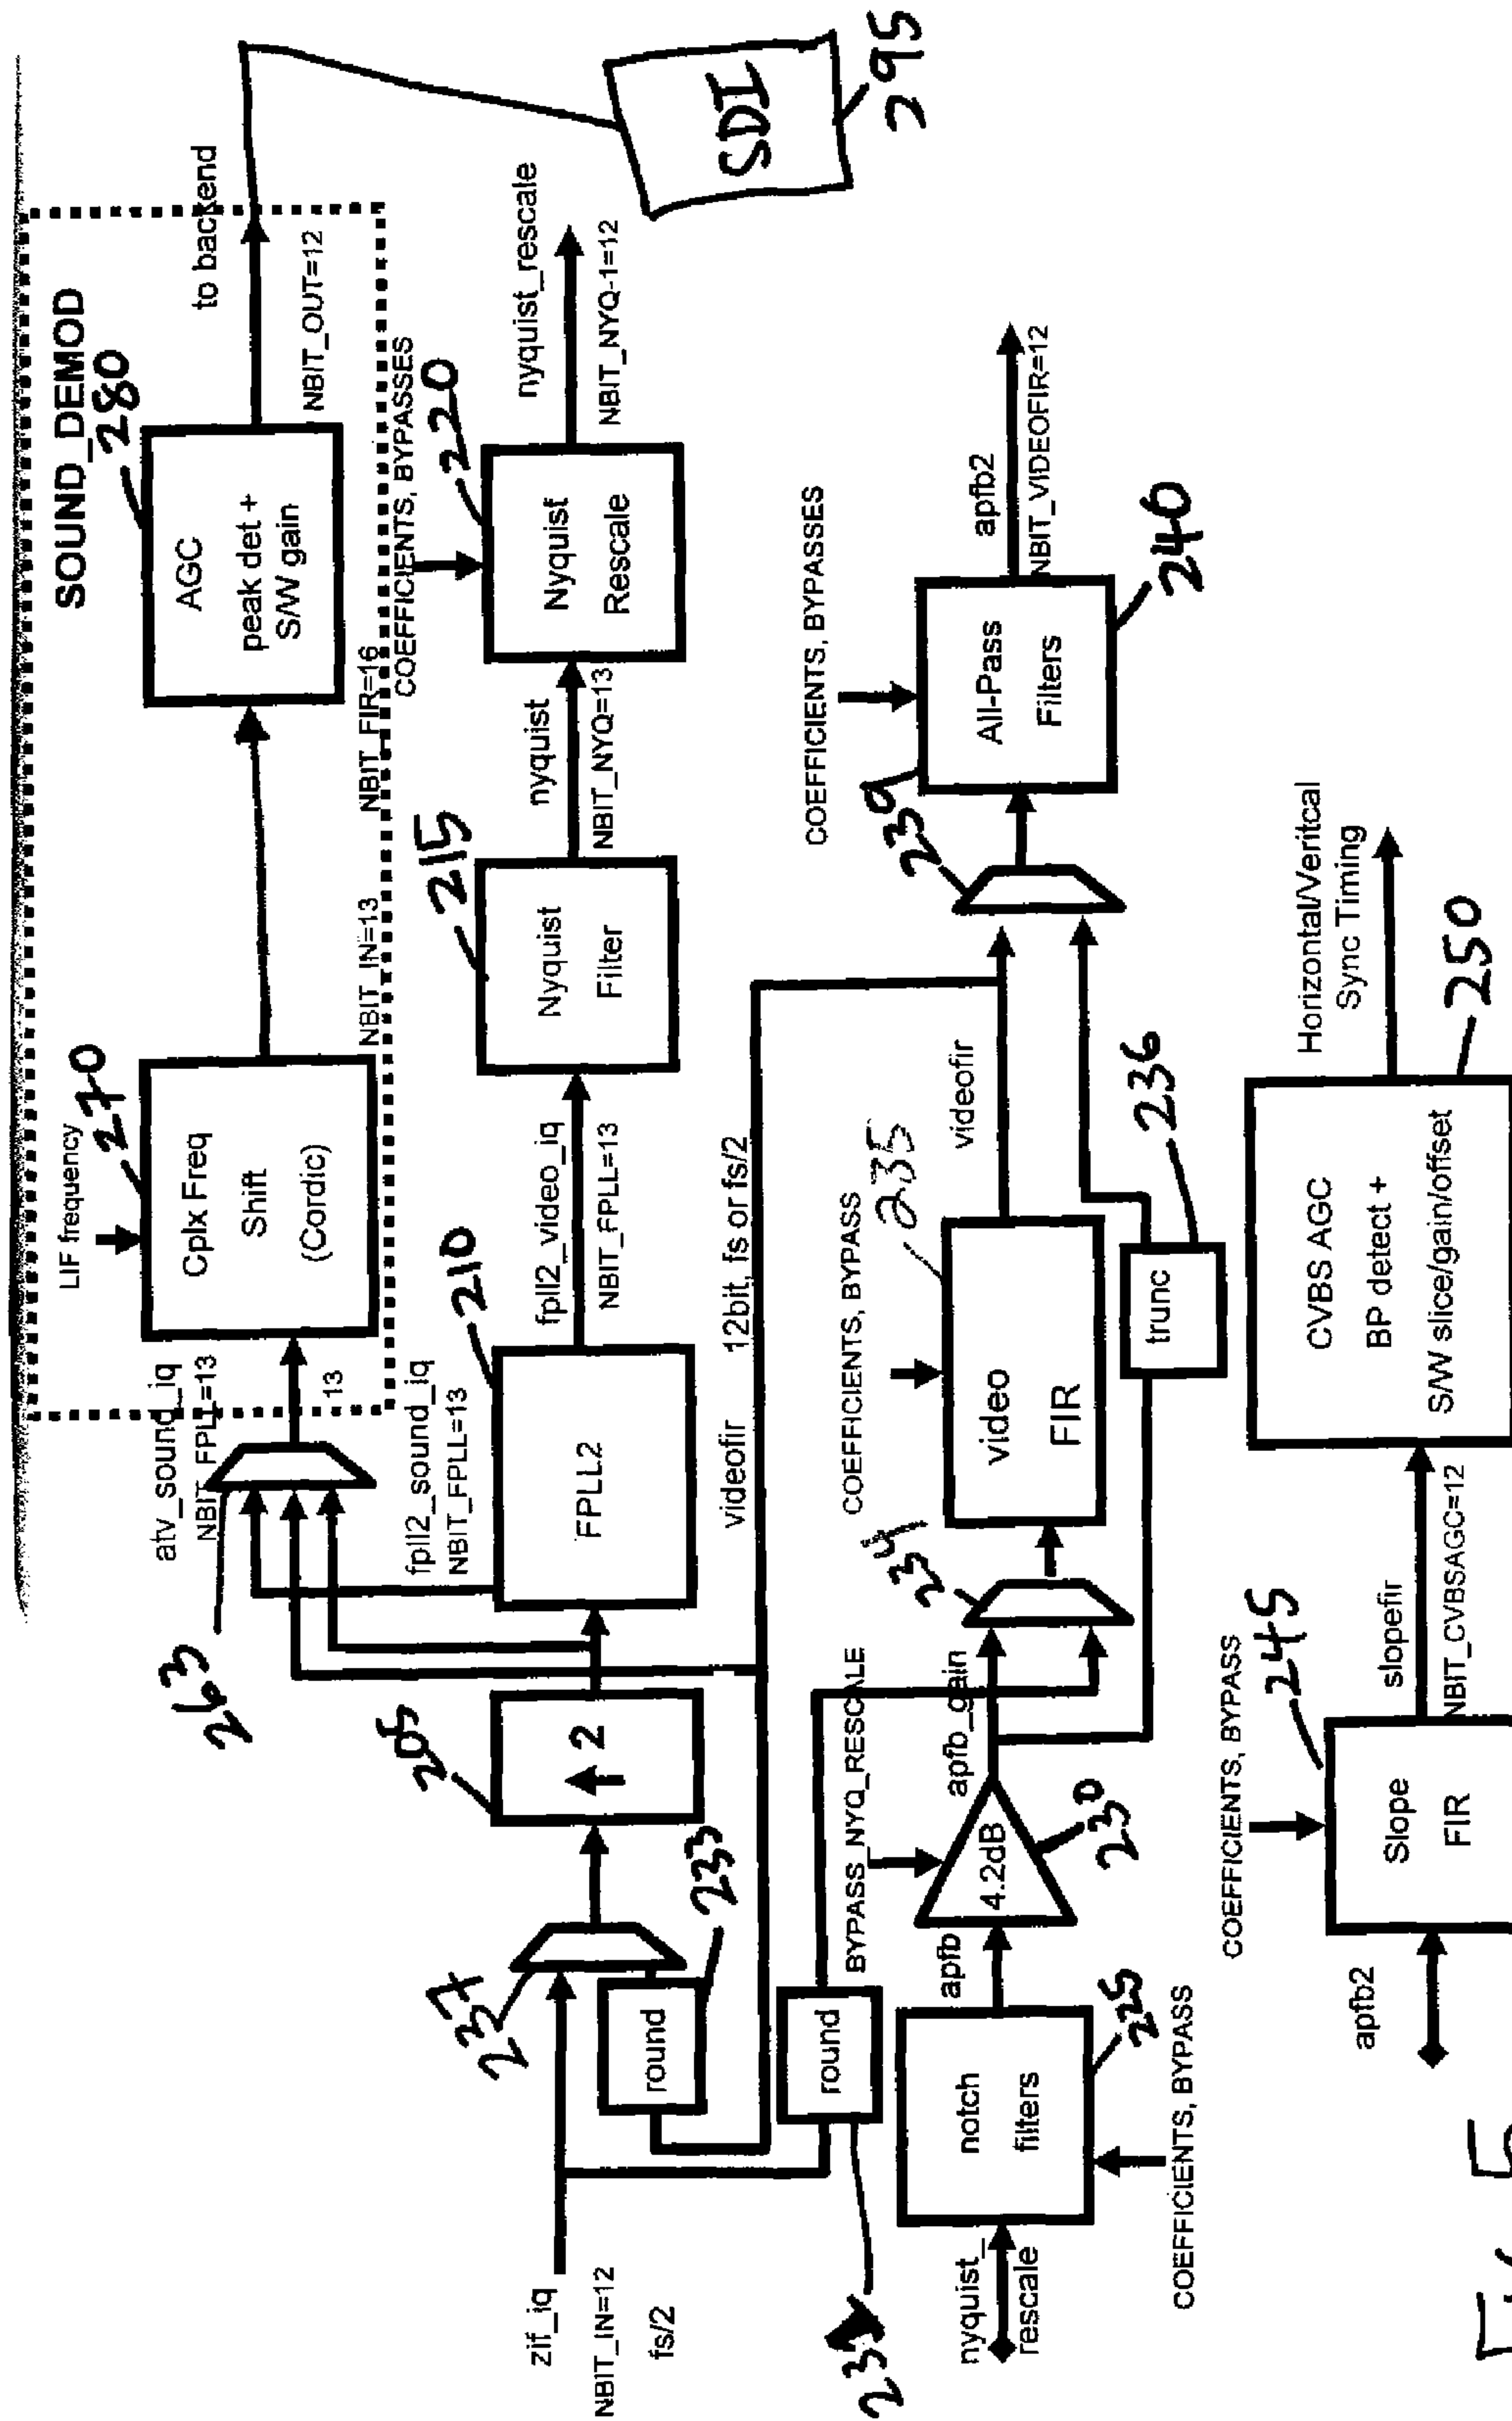 SOUND_DEMOD
280
AGC
peak det +
S/W gain
to backend
NBIT_OUT=12
LIF frequency
270
Cplx Freq
Shift
(Cordic)
NBIT_IN=13
NBIT_FIR=16
atv_sound_iq
NBIT_FPLL=13
13
263
SDI
295
COEFFICIENTS, BYPASSES
220
Nyquist
Rescale
nyquist_rescale
NBIT_NYQ-1=12
215
Nyquist
Filter
nyquist
NBIT_NYQ=13
fpll2_video_iq
NBIT_FPLL=13
210
FPLL2
fpll2_sound_iq
NBIT_FPLL=13
205
2
237
233
round
zif_iq
NBIT_IN=12
fs/2
videofir
12bit, fs or fs/2
round
BYPASS_NYQ_RESCALE
nyquist_
rescale
notch
filters
225
COEFFICIENTS, BYPASS
apfb
4.2dB
230
apfb_gain
234
COEFFICIENTS, BYPASS
235
video
FIR
videofir
trunc
236
239
COEFFICIENTS, BYPASSES
All-Pass
Filters
240
apfb2
NBIT_VIDEOFIR=12
apfb2
COEFFICIENTS, BYPASS
245
Slope
FIR
slopefir
NBIT_CVBSAGC=12
CVBS AGC
BP detect +
S/W slice/gain/offset
250
Horizontal/Veritcal
Sync Timing